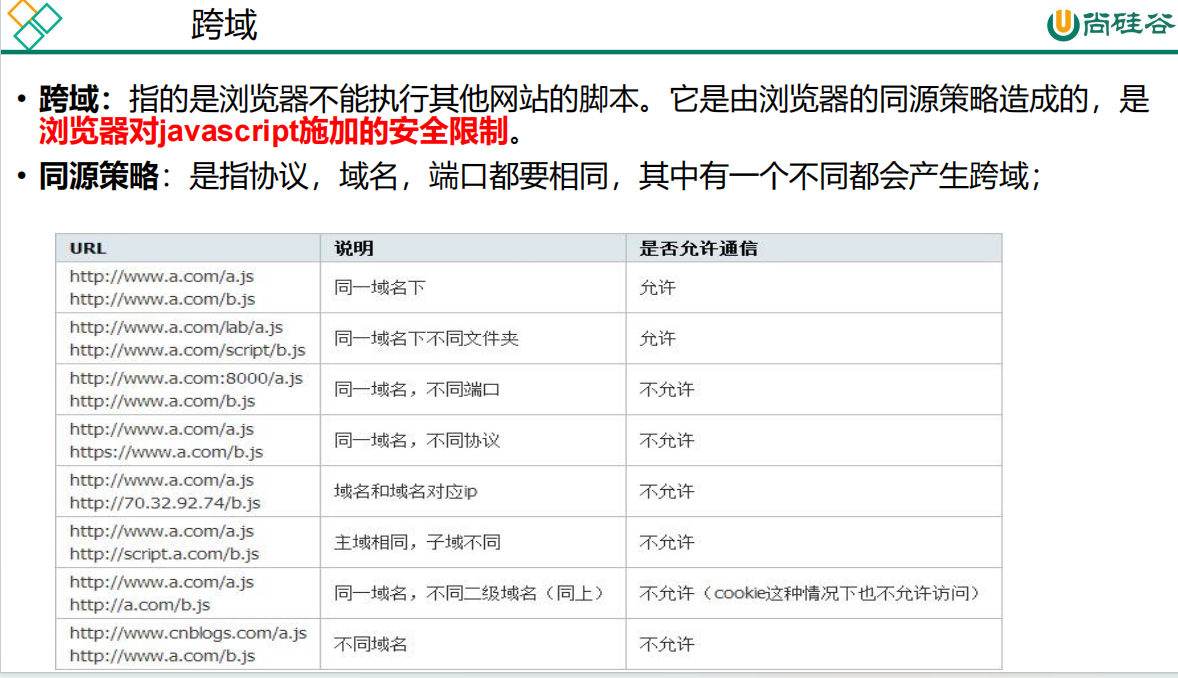 跨域
尚硅谷
• 跨域：指的是浏览器不能执行其他网站的脚本。它是由浏览器的同源策略造成的，是
浏览器对javascript施加的安全限制。
• 同源策略：是指协议，域名，端口都要相同，其中有一个不同都会产生跨域；
URL 说明 是否允许通信
http://www.a.com/a.js
http://www.a.com/b.js
同一域名下
允许
http://www.a.com/lab/a.js
http://www.a.com/script/b.js
同一域名下不同文件夹
允许
http://www.a.com:8000/a.js
http://www.a.com/b.js
同一域名，不同端口
不允许
http://www.a.com/a.js
https://www.a.com/b.js
同一域名，不同协议
不允许
http://www.a.com/a.js
http://70.32.92.74/b.js
域名和域名对应ip
不允许
http://www.a.com/a.js
http://script.a.com/b.js
主域相同，子域不同
不允许
http://www.a.com/a.js
http://a.com/b.js
同一域名，不同二级域名（同上）
不允许（cookie这种情况下也不允许访问）
http://www.cnblogs.com/a.js
http://www.a.com/b.js
不同域名
不允许